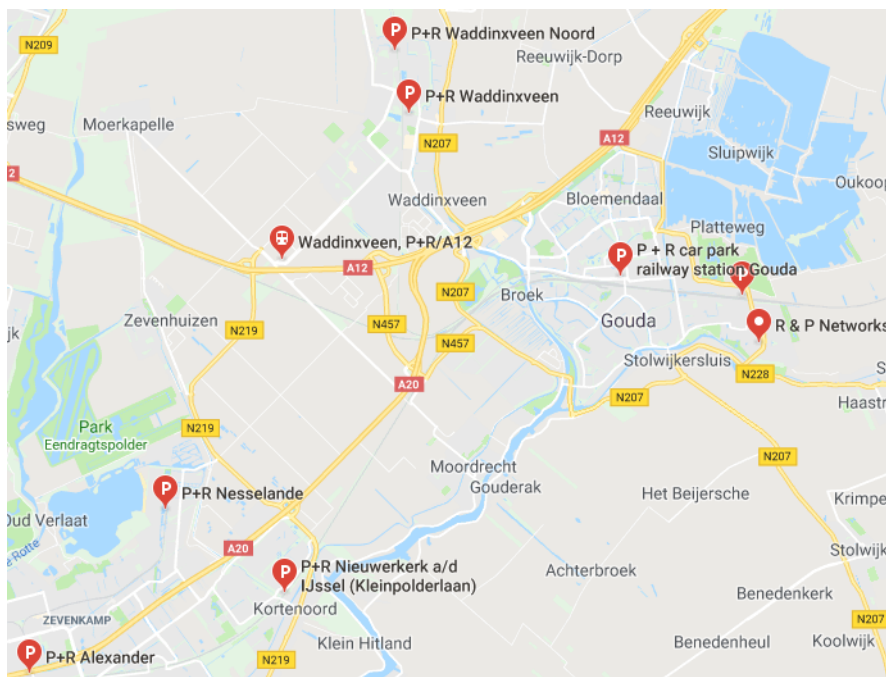 P+R Waddinxveen Noord
N209
Reeuwijk-Dorp
P+R Waddinxveen
Reeuwijk
Moerkapelle
A12
N207
Sluipwijk
Waddinxveen
Bloemendaal
Platteweg
Waddinxveen, P+R/A12
P + R car park
railway station Gouda
A12
N207
Broek
Zevenhuizen
N219
N457
N457
Gouda
R & P Networks
Stolwijkersluis
N228
A20
N207
Park
Eendragtspolder
N219
Moordrecht
Gouderak
N207
P+R Nesselande
Het Beijersche
Oud Verlaat
A20
P+R Nieuwerkerk a/d
IJssel (Kleinpolderlaan)
Achterbroek
Kortenoord
Benedenkerk
ZEVENKAMP
N207
Klein Hitland
Benedenheul
Koolwijk
P+R Alexander
N219